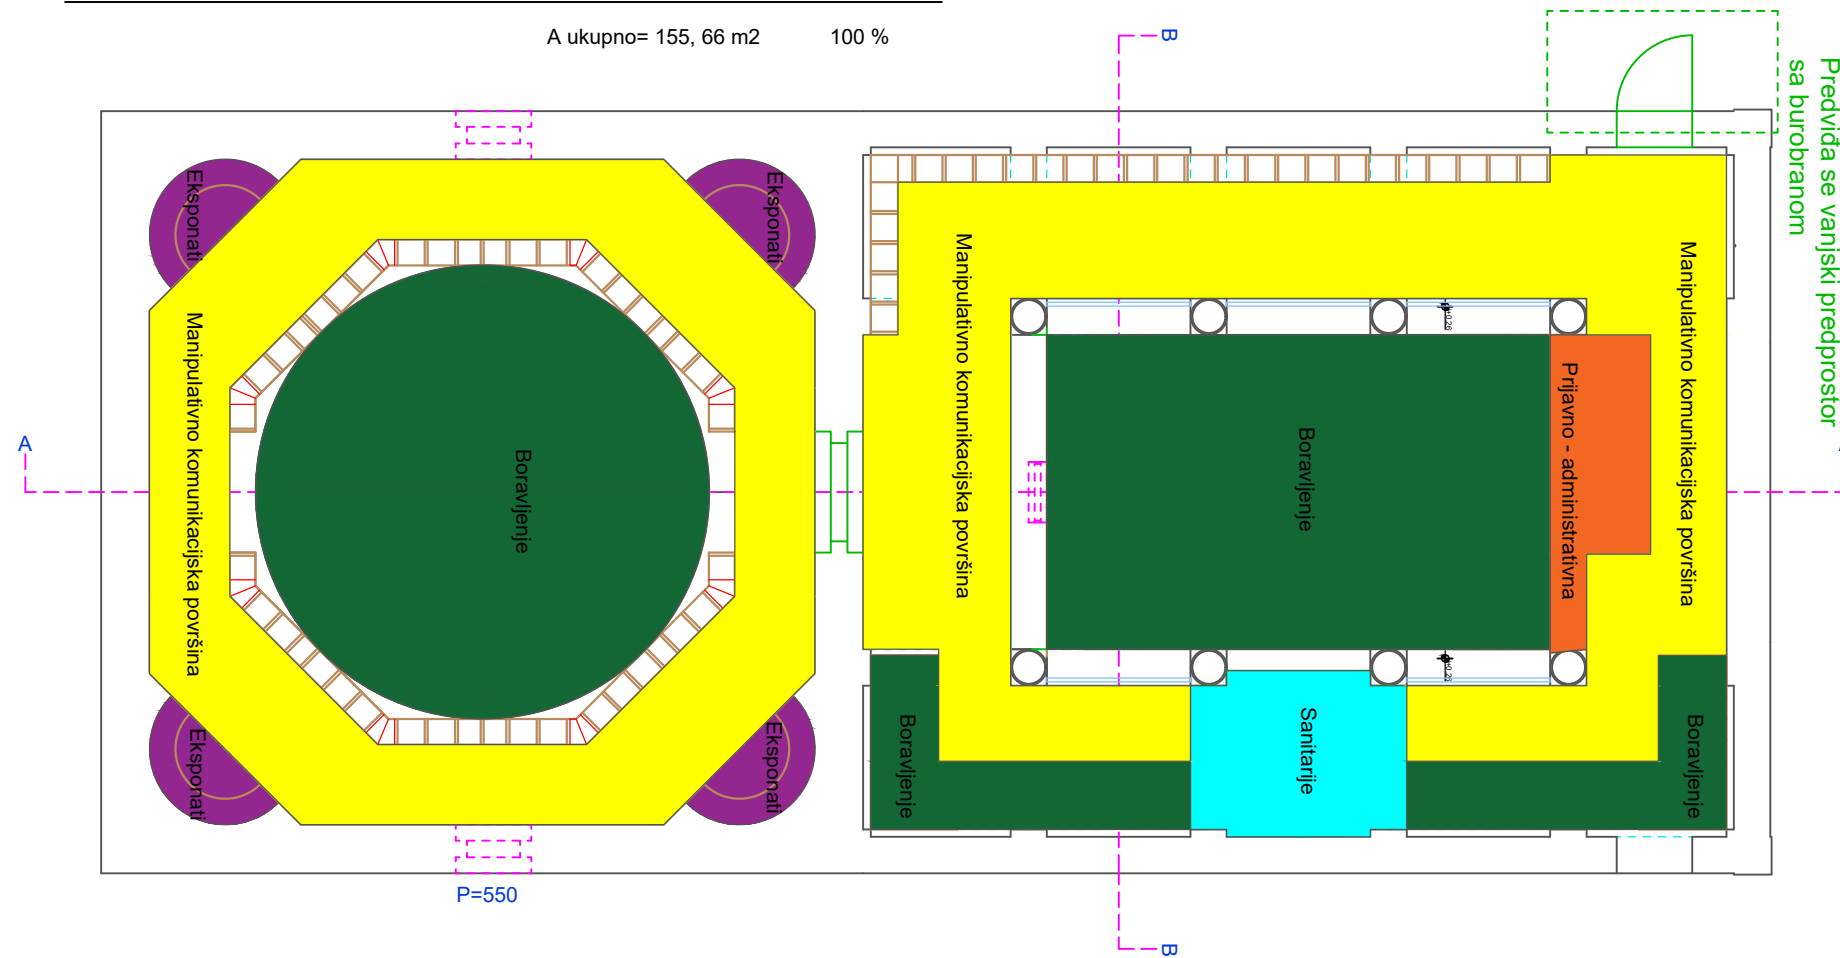 A ukupno= 155, 66 m2 100 %
B
Predviđa se vanjski predprostor
sa burobranom
Eksponati
Eksponati
Manipulativno komunikacijska površina
Manipulativno komunikacijska površina
Manipulativno komunikacijska površina
A
Boravljenje
Boravljenje
Prijavno - administrativna
Eksponati
Eksponati
Boravljenje
Sanitarije
Boravljenje
P=550
B